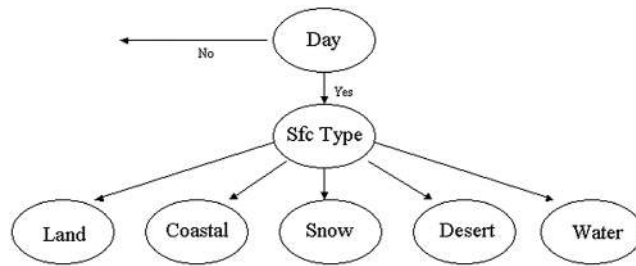 Day
No
Yes
Sfc Type
Land
Coastal
Snow
Desert
Water